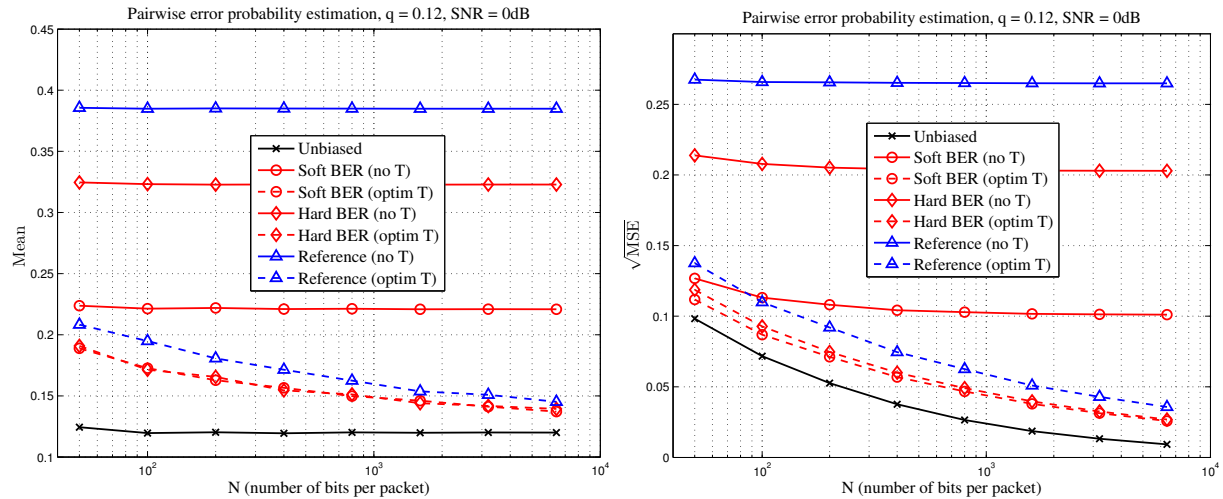 Pairwise error probability estimation, q = 0.12, SNR = 0dB
0.45
0.4
0.35
0.3
0.25
0.2
0.15
0.1
Mean
Unbiased
Soft BER (no T)
Soft BER (optim T)
Hard BER (no T)
Hard BER (optim T)
Reference (no T)
Reference (optim T)
10^2
10^3
10^4
N (number of bits per packet)
Pairwise error probability estimation, q = 0.12, SNR = 0dB
0.25
0.2
0.15
0.1
0.05
0
√MSE
Unbiased
Soft BER (no T)
Soft BER (optim T)
Hard BER (no T)
Hard BER (optim T)
Reference (no T)
Reference (optim T)
10^2
10^3
10^4
N (number of bits per packet)